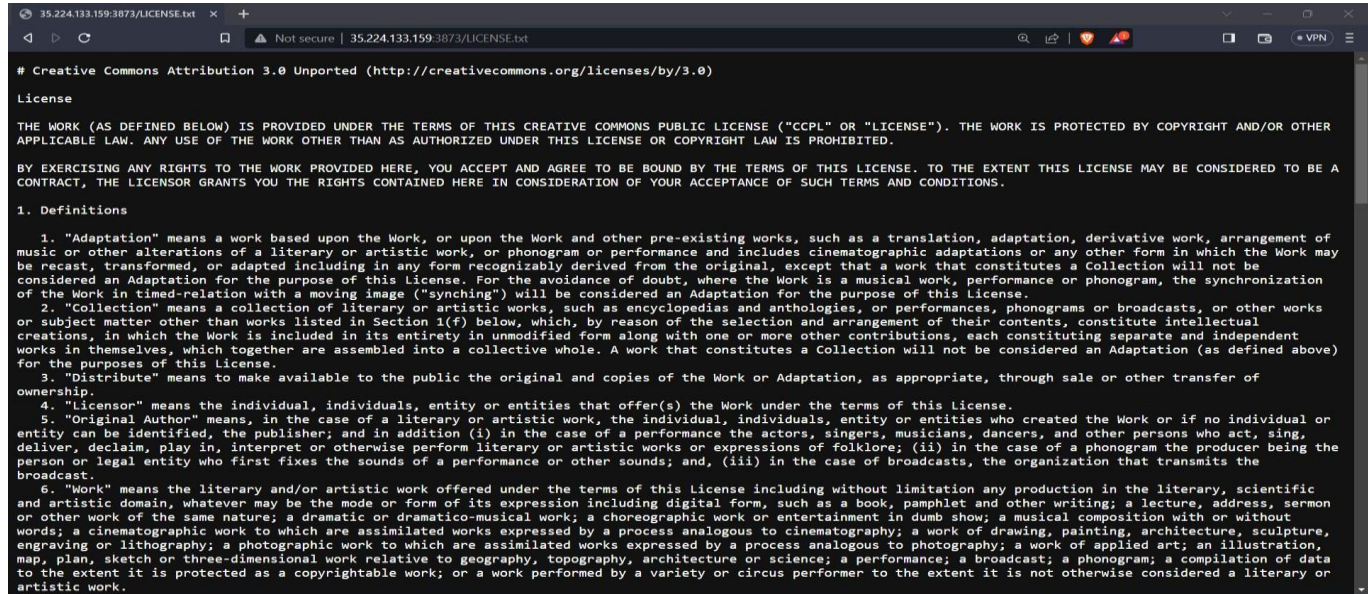 35.224.133.159:3873/LICENSE.txt
Not secure | 35.224.133.159:3873/LICENSE.txt
VPN
# Creative Commons Attribution 3.0 Unported (http://creativecommons.org/licenses/by/3.0)
License
THE WORK (AS DEFINED BELOW) IS PROVIDED UNDER THE TERMS OF THIS CREATIVE COMMONS PUBLIC LICENSE ("CCPL" OR "LICENSE"). THE WORK IS PROTECTED BY COPYRIGHT AND/OR OTHER
APPLICABLE LAW. ANY USE OF THE WORK OTHER THAN AS AUTHORIZED UNDER THIS LICENSE OR COPYRIGHT LAW IS PROHIBITED.
BY EXERCISING ANY RIGHTS TO THE WORK PROVIDED HERE, YOU ACCEPT AND AGREE TO BE BOUND BY THE TERMS OF THIS LICENSE. TO THE EXTENT THIS LICENSE MAY BE CONSIDERED TO BE A
CONTRACT, THE LICENSOR GRANTS YOU THE RIGHTS CONTAINED HERE IN CONSIDERATION OF YOUR ACCEPTANCE OF SUCH TERMS AND CONDITIONS.
1. Definitions
1. "Adaptation" means a work based upon the Work, or upon the Work and other pre-existing works, such as a translation, adaptation, derivative work, arrangement of
music or other alterations of a literary or artistic work, or phonogram or performance and includes cinematographic adaptations or any other form in which the Work may
be recast, transformed, or adapted including in any form recognizably derived from the original, except that a work that constitutes a Collection will not be
considered an Adaptation for the purpose of this License. For the avoidance of doubt, where the Work is a musical work, performance or phonogram, the synchronization
of the Work in timed-relation with a moving image ("synching") will be considered an Adaptation for the purpose of this License.
2. "Collection" means a collection of literary or artistic works, such as encyclopedias and anthologies, or performances, phonograms or broadcasts, or other works
or subject matter other than works listed in Section 1(f) below, which, by reason of the selection and arrangement of their contents, constitute intellectual
creations, in which the Work is included in its entirety in unmodified form along with one or more other contributions, each constituting separate and independent
works in themselves, which together are assembled into a collective whole. A work that constitutes a Collection will not be considered an Adaptation (as defined above)
for the purposes of this License.
3. "Distribute" means to make available to the public the original and copies of the Work or Adaptation, as appropriate, through sale or other transfer of
ownership.
4. "Licensor" means the individual, individuals, entity or entities that offer(s) the Work under the terms of this License.
5. "Original Author" means, in the case of a literary or artistic work, the individual, individuals, entity or entities who created the Work or if no individual or
entity can be identified, the publisher; and in addition (i) in the case of a performance the actors, singers, musicians, dancers, and other persons who act, sing,
deliver, declaim, play in, interpret or otherwise perform literary or artistic works or expressions of folklore; (ii) in the case of a phonogram the producer being the
person or legal entity who first fixes the sounds of a performance or other sounds; and, (iii) in the case of broadcasts, the organization that transmits the
broadcast.
6. "Work" means the literary and/or artistic work offered under the terms of this License including without limitation any production in the literary, scientific
and artistic domain, whatever may be the mode or form of its expression including digital form, such as a book, pamphlet and other writing; a lecture, address, sermon
or other work of the same nature; a dramatic or dramatico-musical work; a choreographic work or entertainment in dumb show; a musical composition with or without
words; a cinematographic work to which are assimilated works expressed by a process analogous to cinematography; a work of drawing, painting, architecture, sculpture,
engraving or lithography; a photographic work to which are assimilated works expressed by a process analogous to photography; a work of applied art; an illustration,
map, plan, sketch or three-dimensional work relative to geography, topography, architecture or science; a performance; a broadcast; a phonogram; a compilation of data
to the extent it is protected as a copyrightable work; or a work performed by a variety or circus performer to the extent it is not otherwise considered a literary or
artistic work.